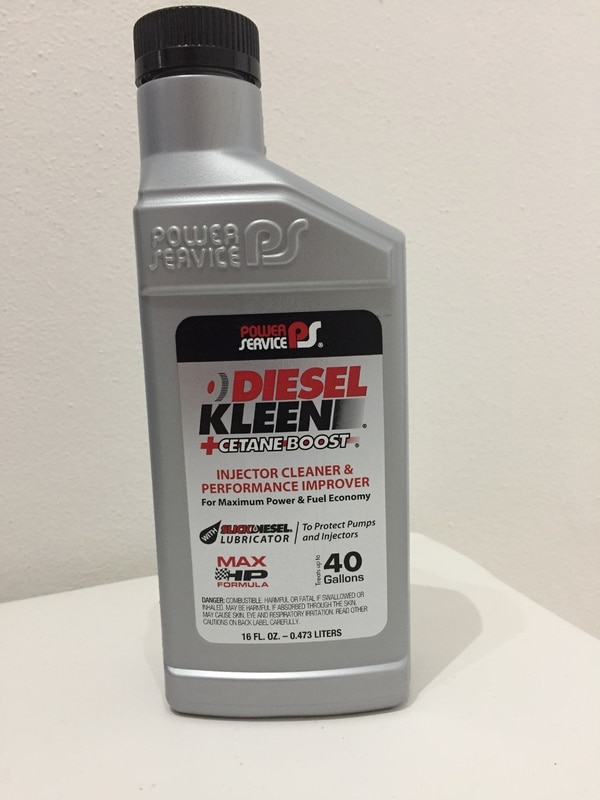 POWER
SERVICE PS
POWER
SERVICE PS®
DIESEL
KLEEN®
+CETANE BOOST®
INJECTOR CLEANER &
PERFORMANCE IMPROVER
For Maximum Power & Fuel Economy
WITH SLICKDIESEL® LUBRICATOR
To Protect Pumps
and Injectors
MAX
HP
FORMULA
Treats up to 40
Gallons
DANGER: COMBUSTIBLE. HARMFUL OR FATAL IF SWALLOWED OR
INHALED. MAY BE HARMFUL IF ABSORBED THROUGH THE SKIN.
MAY CAUSE SKIN, EYE AND RESPIRATORY IRRITATION. READ OTHER
CAUTIONS ON BACK LABEL CAREFULLY.
16 FL. OZ. – 0.473 LITERS